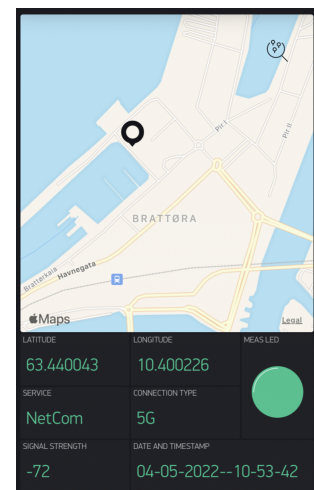 Pir I
Pir II
BRATTØRA
Brattørkaia
Havnegata
Maps
Legal
LATITUDE
LONGITUDE
MEAS LED
63.440043
10.400226
SERVICE
CONNECTION TYPE
NetCom
5G
SIGNAL STRENGTH
DATE AND TIMESTAMP
-72
04-05-2022--10-53-42